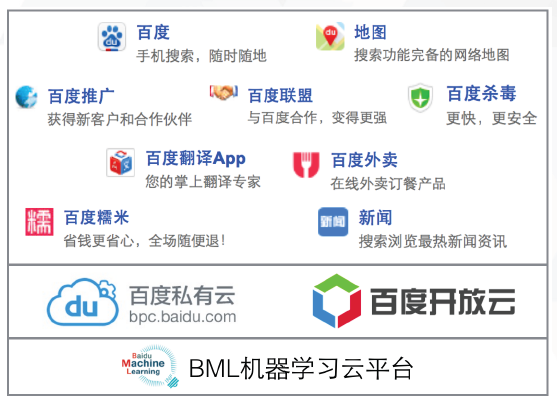 百度
手机搜索，随时随地
地图
搜索功能完备的网络地图
百度推广
获得新客户和合作伙伴
百度联盟
与百度合作，变得更强
百度杀毒
更快，更安全
百度翻译App
您的掌上翻译专家
百度外卖
在线外卖订餐产品
糯
百度糯米
省钱更省心，全场随便退！
新闻
新闻
搜索浏览最热新闻资讯
du
百度私有云
bpc.baidu.com
百度开放云
Baidu
Machine
Learning
BML机器学习云平台